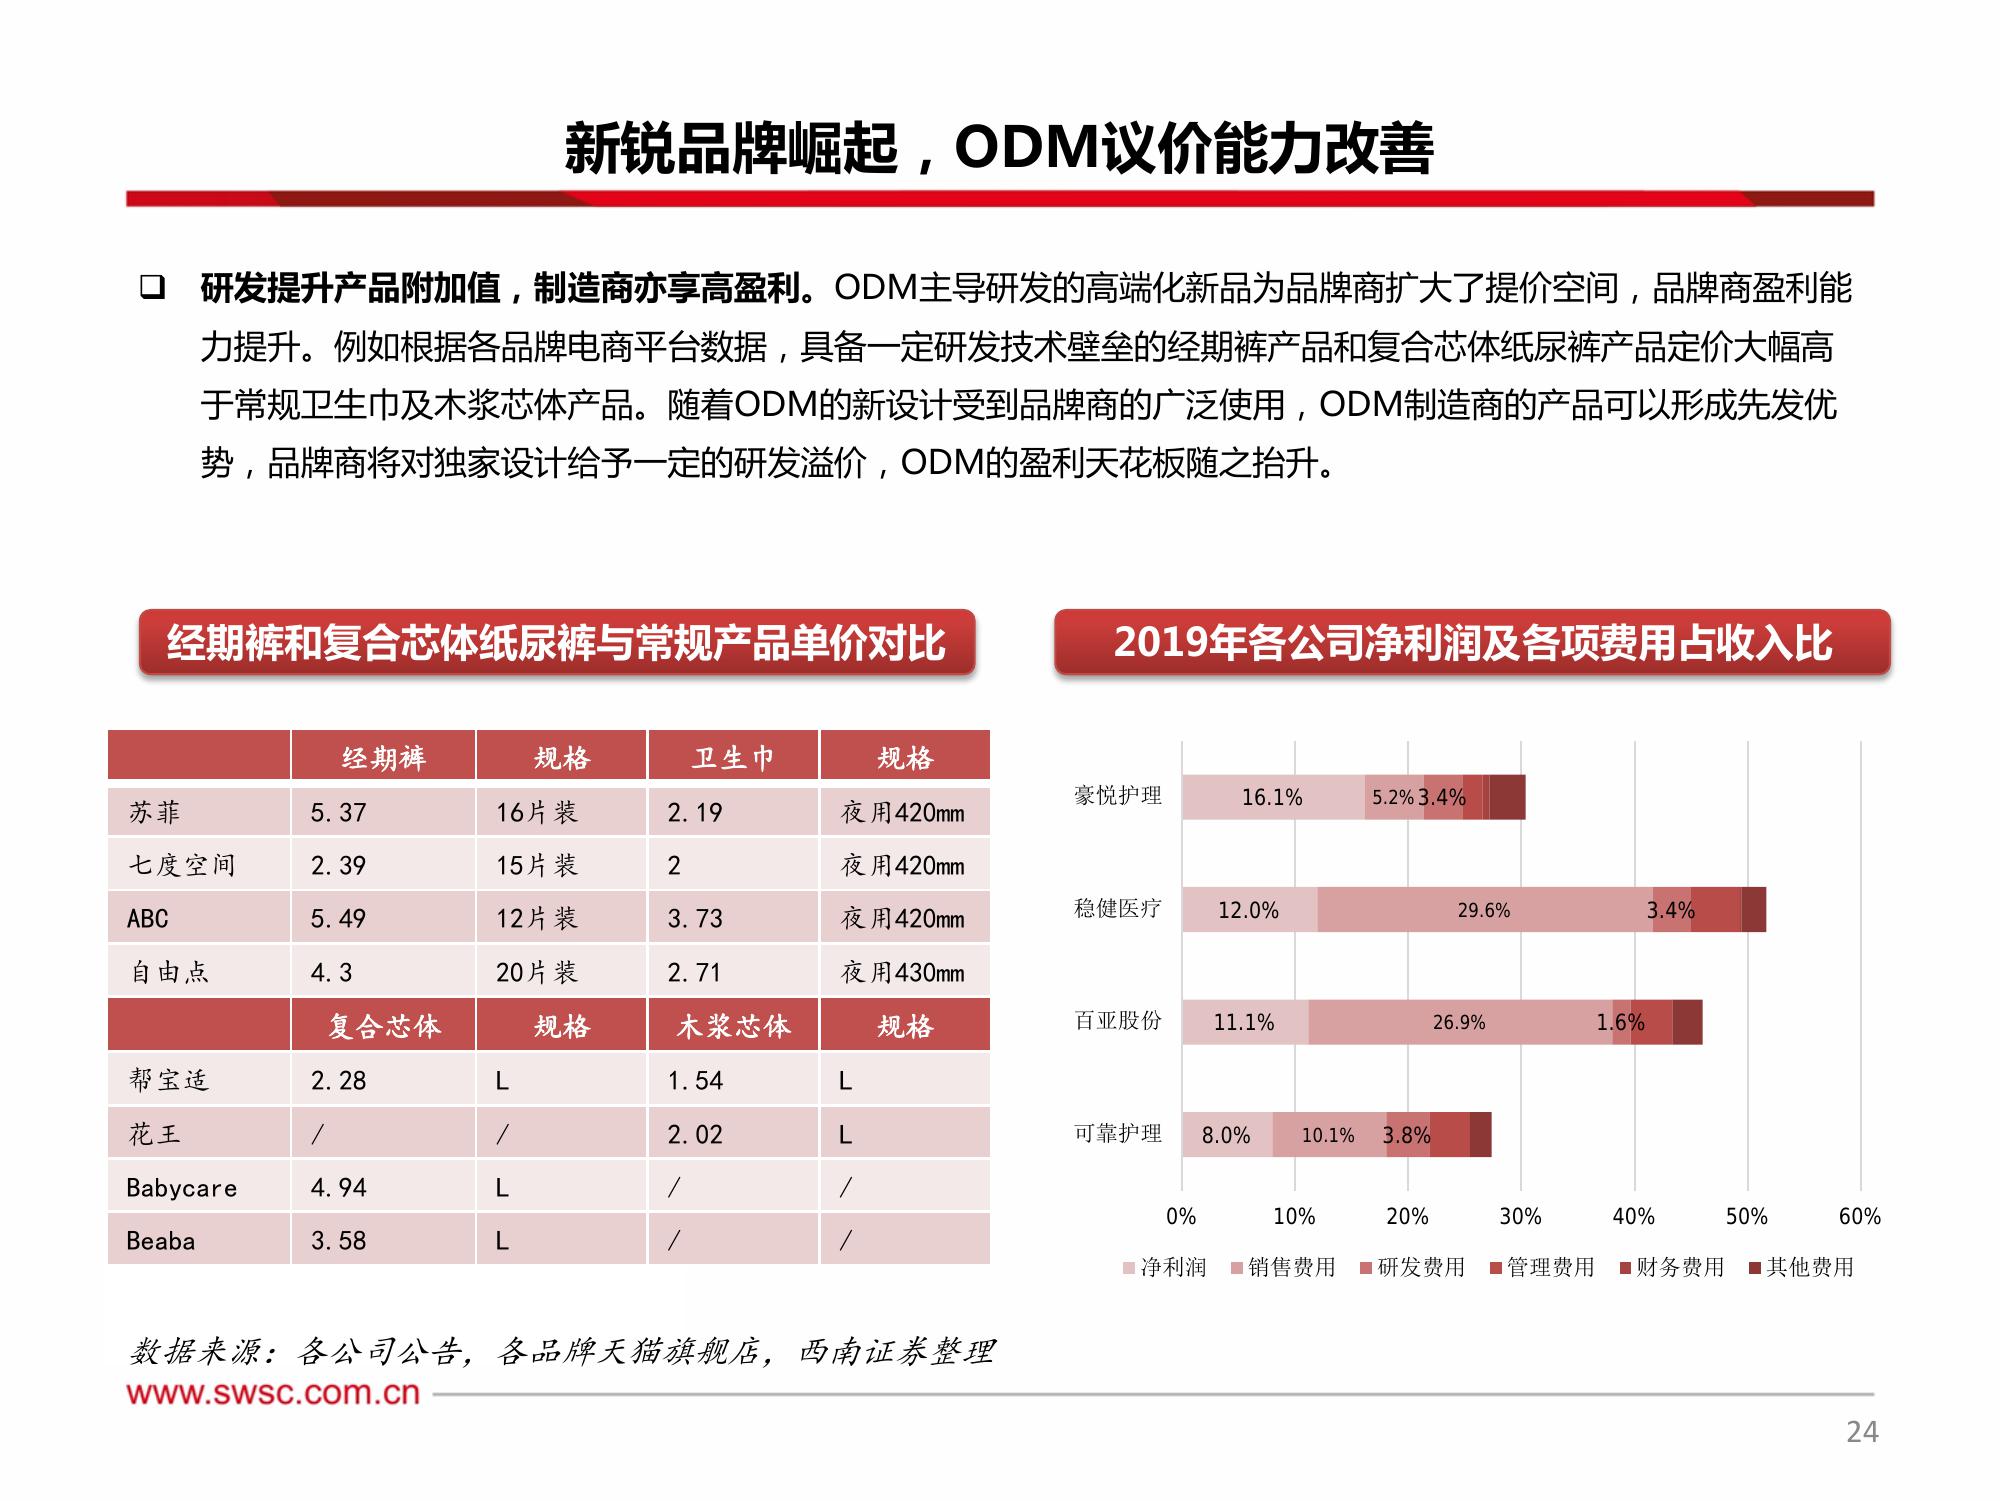 新锐品牌崛起，ODM议价能力改善
❑ 研发提升产品附加值，制造商亦享高盈利。ODM主导研发的高端化新品为品牌商扩大了提价空间，品牌商盈利能
力提升。例如根据各品牌电商平台数据，具备一定研发技术壁垒的经期裤产品和复合芯体纸尿裤产品定价大幅高
于常规卫生巾及木浆芯体产品。随着ODM的新设计受到品牌商的广泛使用，ODM制造商的产品可以形成先发优
势，品牌商将对独家设计给予一定的研发溢价，ODM的盈利天花板随之抬升。
经期裤和复合芯体纸尿裤与常规产品单价对比
经期裤 规格 卫生巾 规格
苏菲 5.37 16片装 2.19 夜用420mm
七度空间 2.39 15片装 2 夜用420mm
ABC 5.49 12片装 3.73 夜用420mm
自由点 4.3 20片装 2.71 夜用430mm
复合芯体 规格 木浆芯体 规格
帮宝适 2.28 L 1.54 L
花王 / / 2.02 L
Babycare 4.94 L / /
Beaba 3.58 L / /
2019年各公司净利润及各项费用占收入比
豪悦护理 16.1% 5.2% 3.4%
稳健医疗 12.0% 29.6% 3.4%
百亚股份 11.1% 26.9% 1.6%
可靠护理 8.0% 10.1% 3.8%
0% 10% 20% 30% 40% 50% 60%
净利润 销售费用 研发费用 管理费用 财务费用 其他费用
数据来源：各公司公告，各品牌天猫旗舰店，西南证券整理
www.swsc.com.cn
24